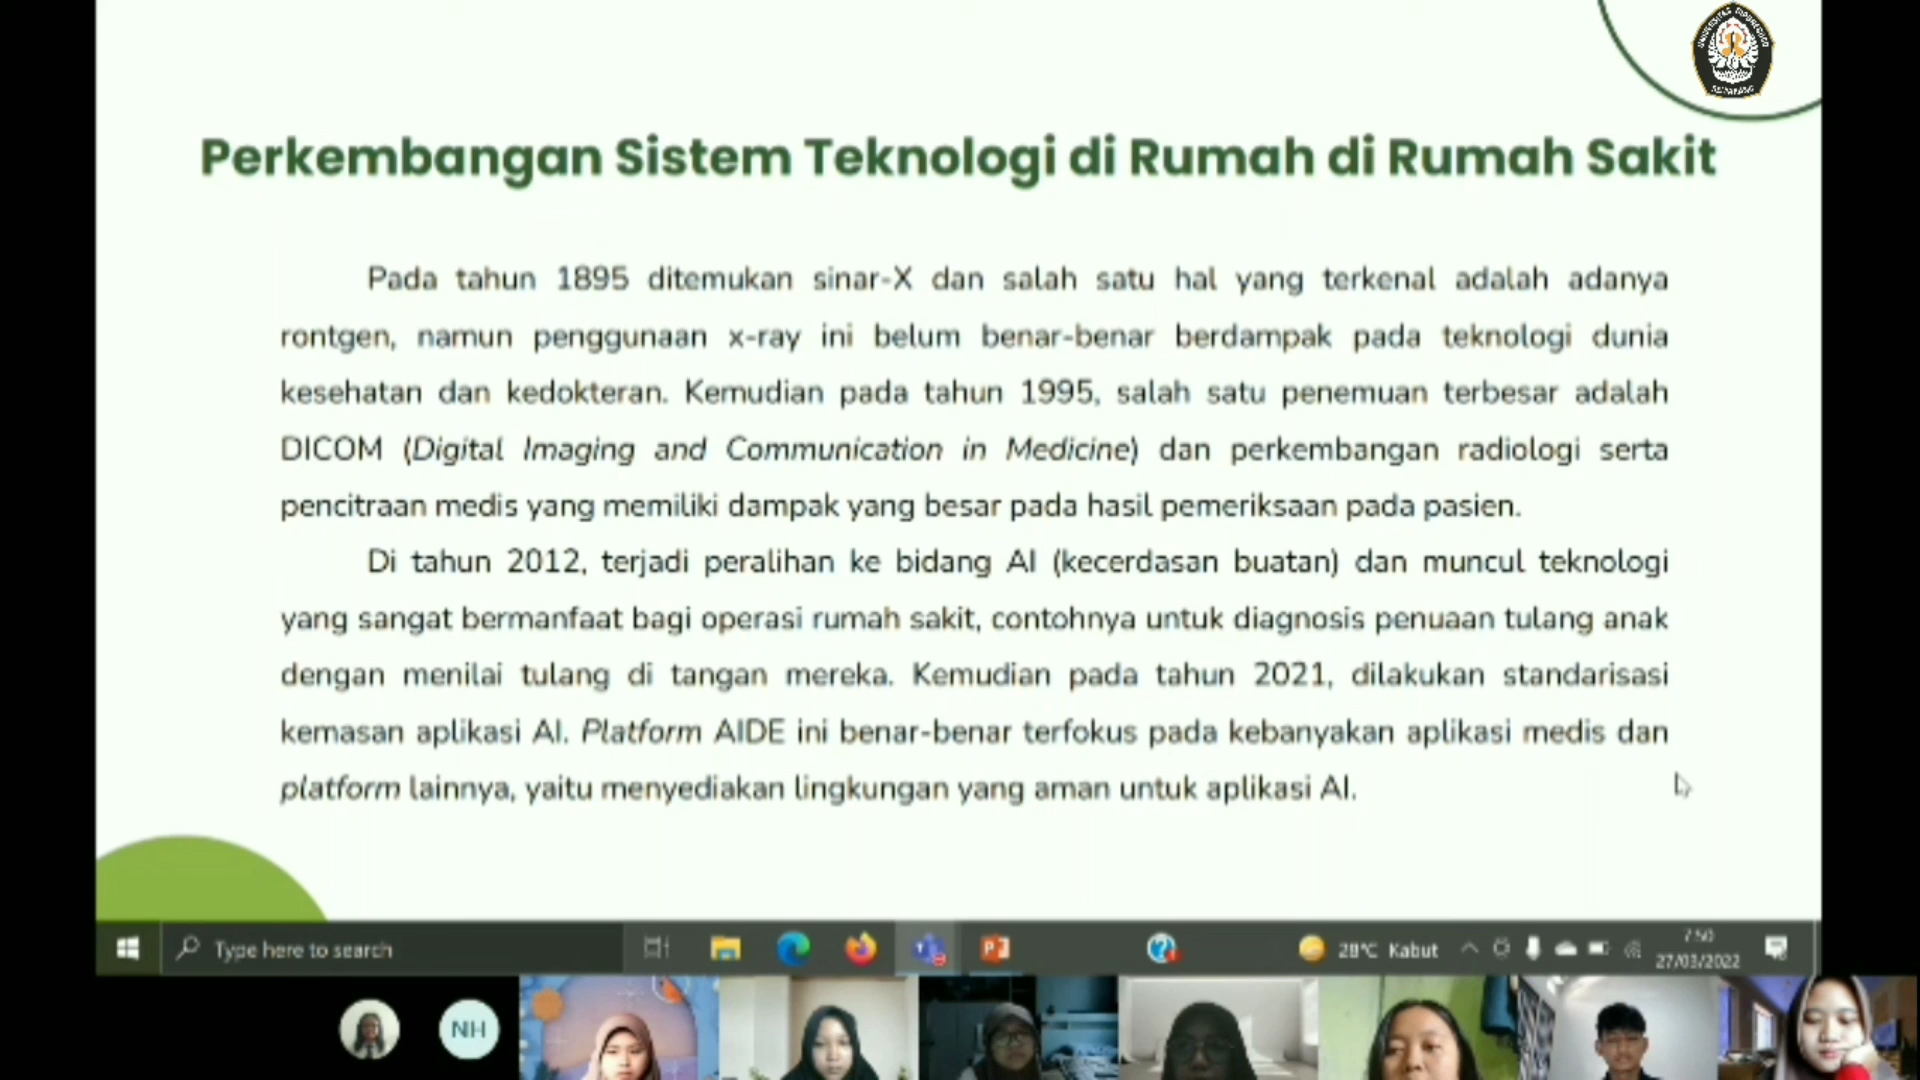 UNIVERSITAS DIPONEGORO
SEMARANG
Perkembangan Sistem Teknologi di Rumah di Rumah Sakit
Pada tahun 1895 ditemukan sinar-X dan salah satu hal yang terkenal adalah adanya
rontgen, namun penggunaan x-ray ini belum benar-benar berdampak pada teknologi dunia
kesehatan dan kedokteran. Kemudian pada tahun 1995, salah satu penemuan terbesar adalah
DICOM (Digital Imaging and Communication in Medicine) dan perkembangan radiologi serta
pencitraan medis yang memiliki dampak yang besar pada hasil pemeriksaan pada pasien.
Di tahun 2012, terjadi peralihan ke bidang AI (kecerdasan buatan) dan muncul teknologi
yang sangat bermanfaat bagi operasi rumah sakit, contohnya untuk diagnosis penuaan tulang anak
dengan menilai tulang di tangan mereka. Kemudian pada tahun 2021, dilakukan standarisasi
kemasan aplikasi AI. Platform AIDE ini benar-benar terfokus pada kebanyakan aplikasi medis dan
platform lainnya, yaitu menyediakan lingkungan yang aman untuk aplikasi AI.
Type here to search
28°C Kabut
7.50
27/03/2022
NH